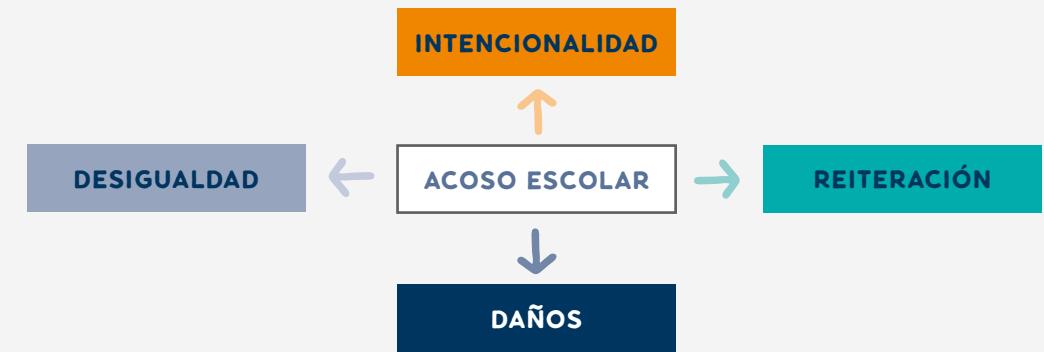 INTENCIONALIDAD
DESIGUALDAD
ACOSO ESCOLAR
REITERACIÓN
DAÑOS